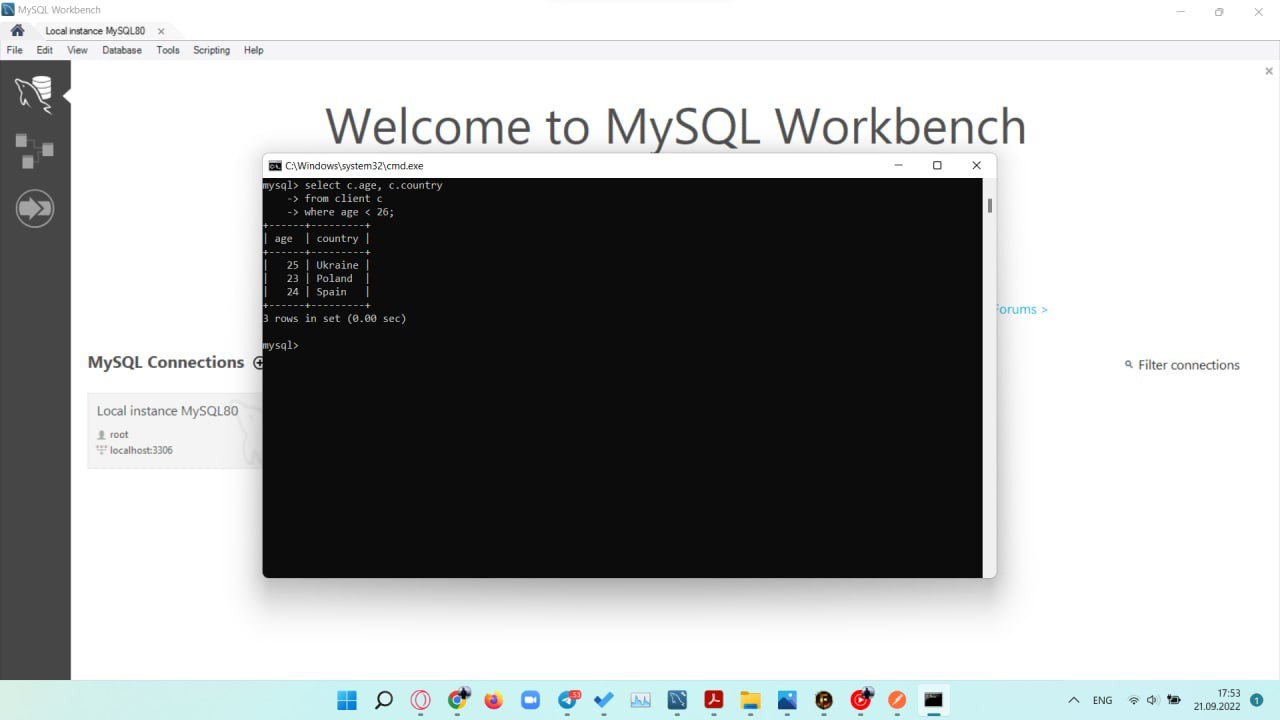 MySQL Workbench
Local instance MySQL80
File Edit View Database Tools Scripting Help
Welcome to MySQL Workbench
C:\Windows\system32\cmd.exe
mysql> select c.age, c.country
    -> from client c
    -> where age < 26;
+------+---------+
| age  | country |
+------+---------+
|   25 | Ukraine |
|   23 | Poland  |
|   24 | Spain   |
+------+---------+
3 rows in set (0.00 sec)
mysql>
Forums >
MySQL Connections
Filter connections
Local instance MySQL80
root
localhost:3306
ENG
17:53
21.09.2022
1